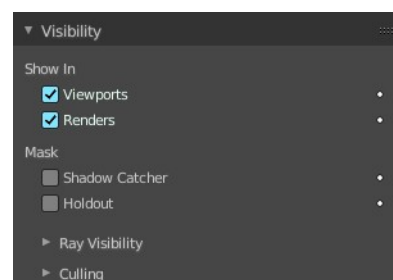 Visibility
Show In
Viewports
Renders
Mask
Shadow Catcher
Holdout
Ray Visibility
Culling